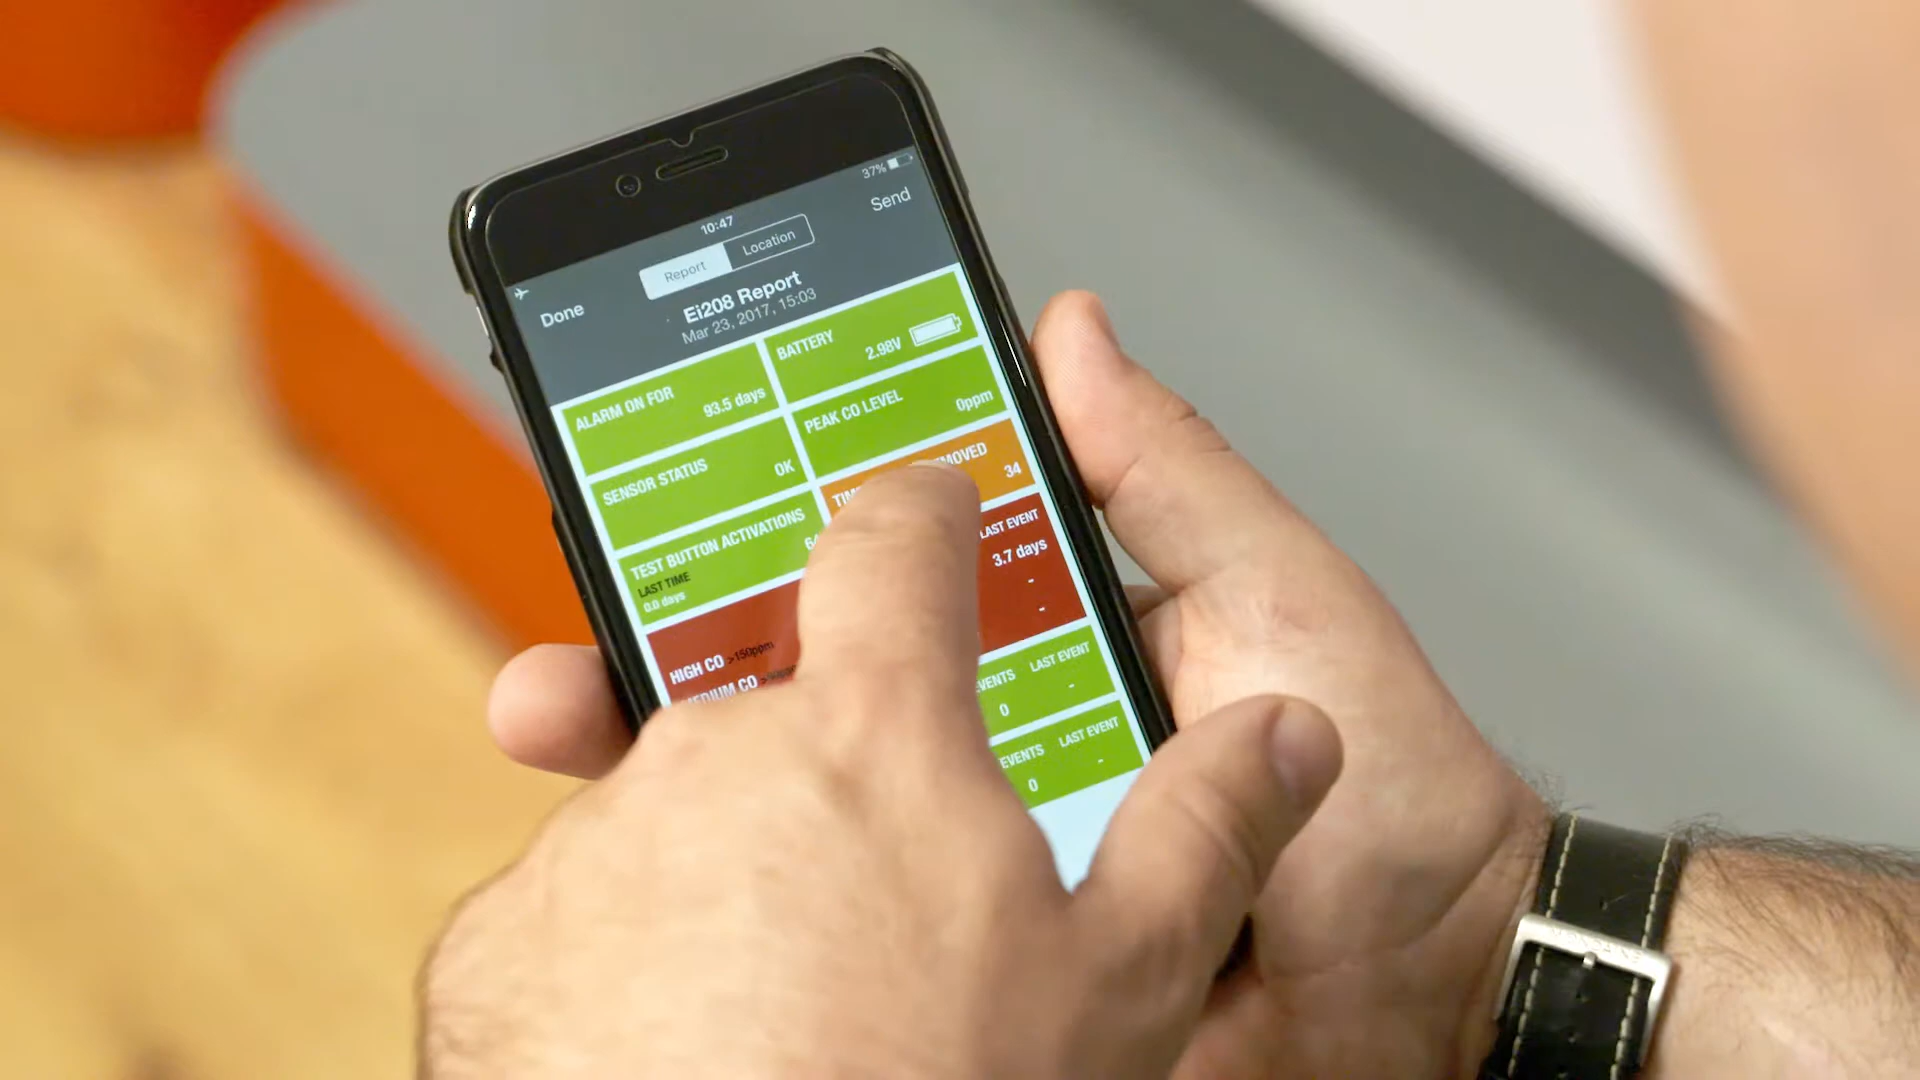 37%
10:47
Send
Report
Location
Done
Ei208 Report
Mar 23, 2017, 15:03
ALARM ON FOR
93.5 days
BATTERY
2.98V
SENSOR STATUS
OK
PEAK CO LEVEL
0ppm
TEST BUTTON ACTIVATIONS
LAST TIME
0.0 days
34
HIGH CO >150ppm
CO
LAST EVENT
3.7 days
-
-
LAST EVENT
0
-
EVENTS
LAST EVENT
0
-